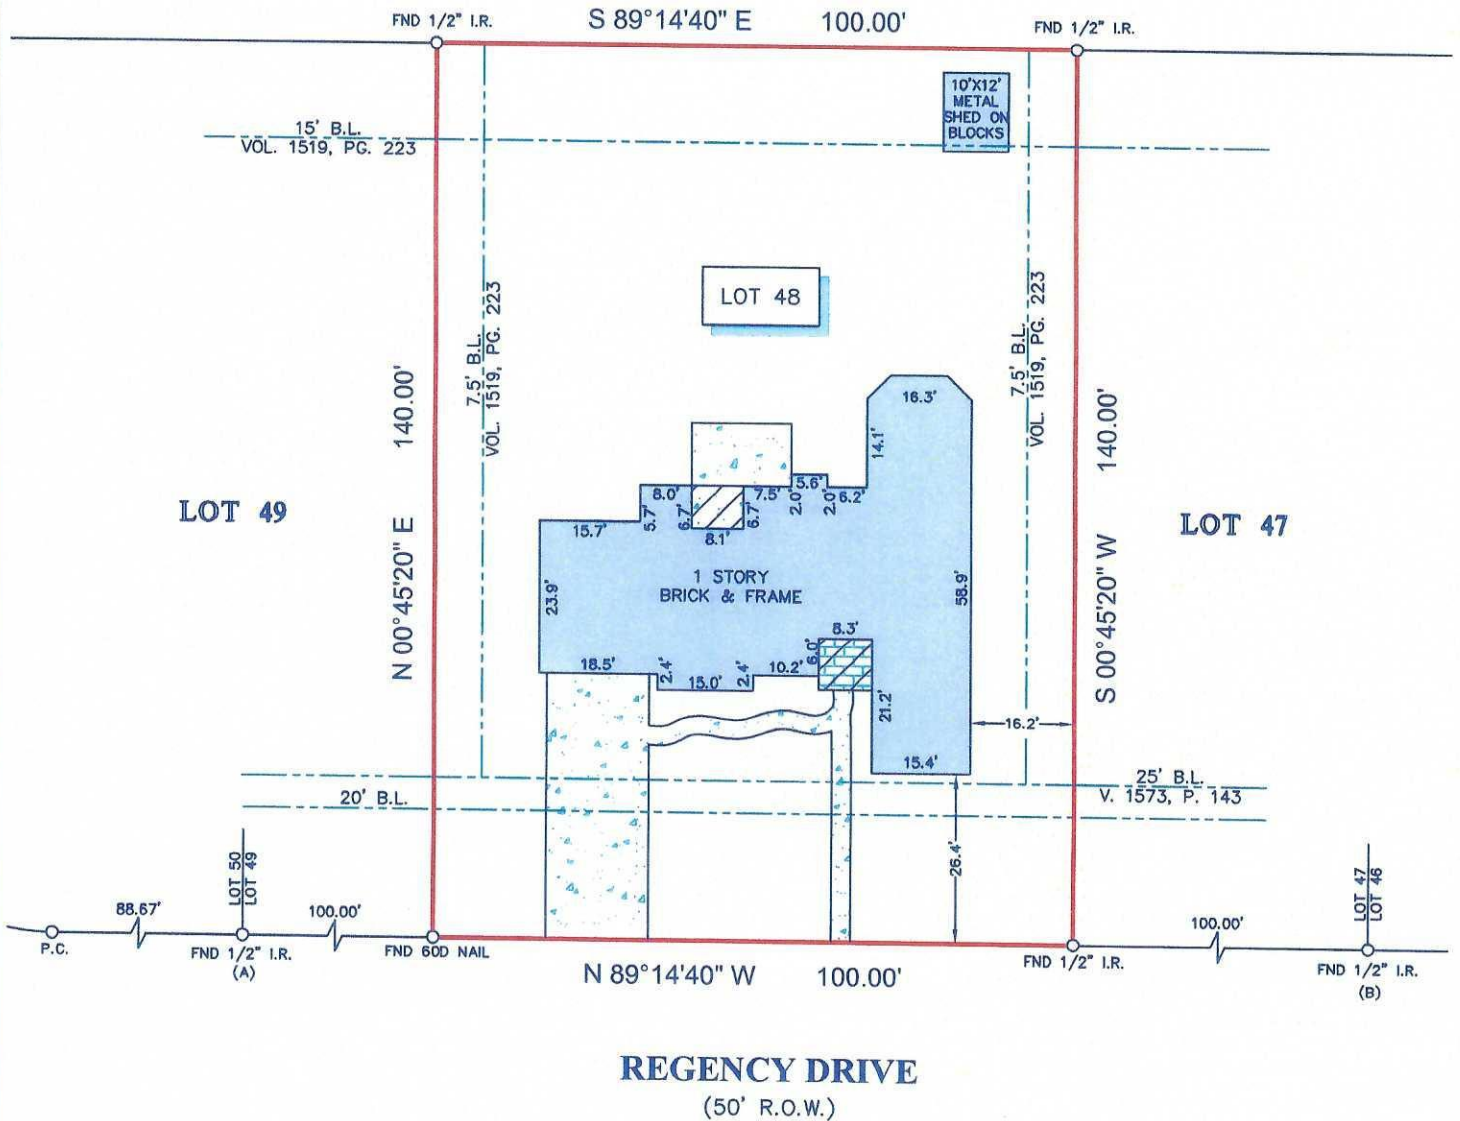 FND 1/2" I.R.
S 89°14'40" E 100.00'
FND 1/2" I.R.
10'X12'
METAL
SHED ON
BLOCKS
15' B.L.
VOL. 1519, PG. 223
LOT 48
7.5' B.L.
VOL. 1519, PG. 223
7.5' B.L.
VOL. 1519, PG. 223
N 00°45'20" E 140.00'
S 00°45'20" W 140.00'
LOT 49
LOT 47
16.3'
14.1'
5.6'
8.0'
7.5'
2.0'
2.0'
6.2'
5.7'
6.7'
6.7'
15.7'
8.1'
1 STORY
BRICK & FRAME
23.9'
58.9'
8.3'
6.0'
18.5'
2.4'
15.0'
2.4'
10.2'
21.2'
16.2'
15.4'
25' B.L.
V. 1573, P. 143
20' B.L.
26.4'
LOT 50
LOT 49
LOT 47
LOT 46
88.67'
100.00'
100.00'
P.C.
FND 1/2" I.R.
(A)
FND 60D NAIL
N 89°14'40" W 100.00'
FND 1/2" I.R.
FND 1/2" I.R.
(B)
REGENCY DRIVE
(50' R.O.W.)